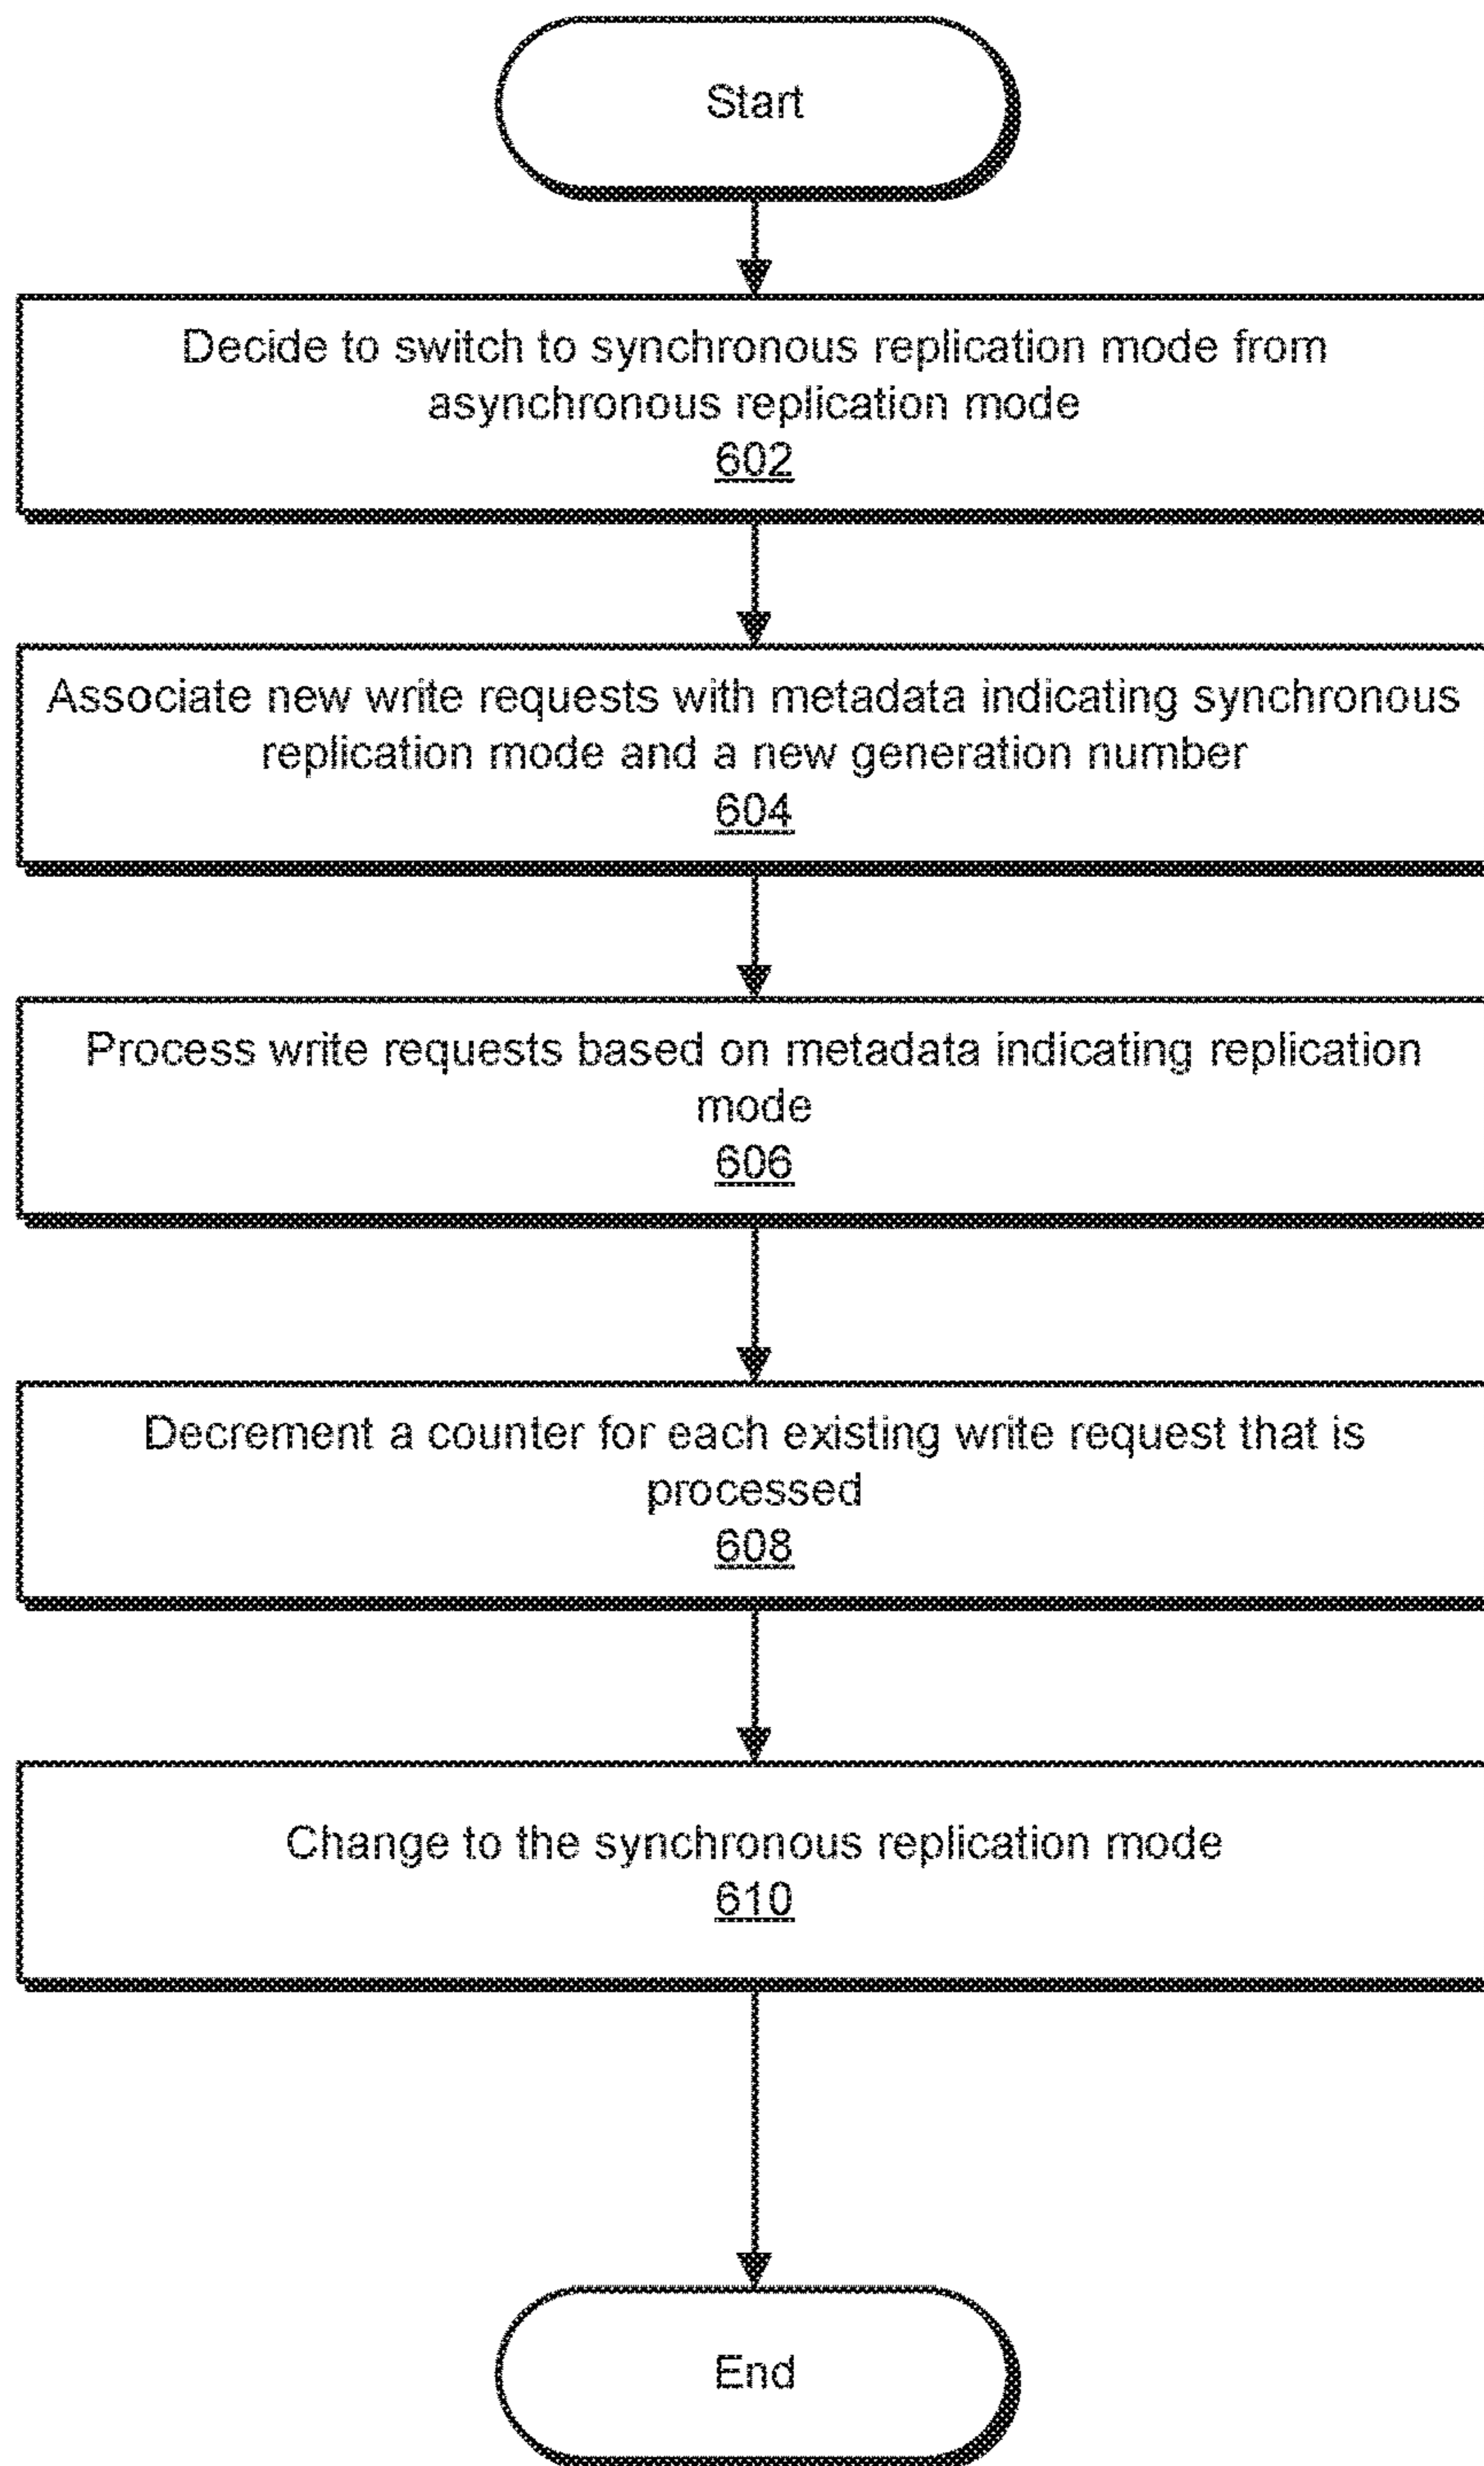 Start
Decide to switch to synchronous replication mode from
asynchronous replication mode
602
Associate new write requests with metadata indicating synchronous
replication mode and a new generation number
604
Process write requests based on metadata indicating replication
mode
606
Decrement a counter for each existing write request that is
processed
608
Change to the synchronous replication mode
610
End